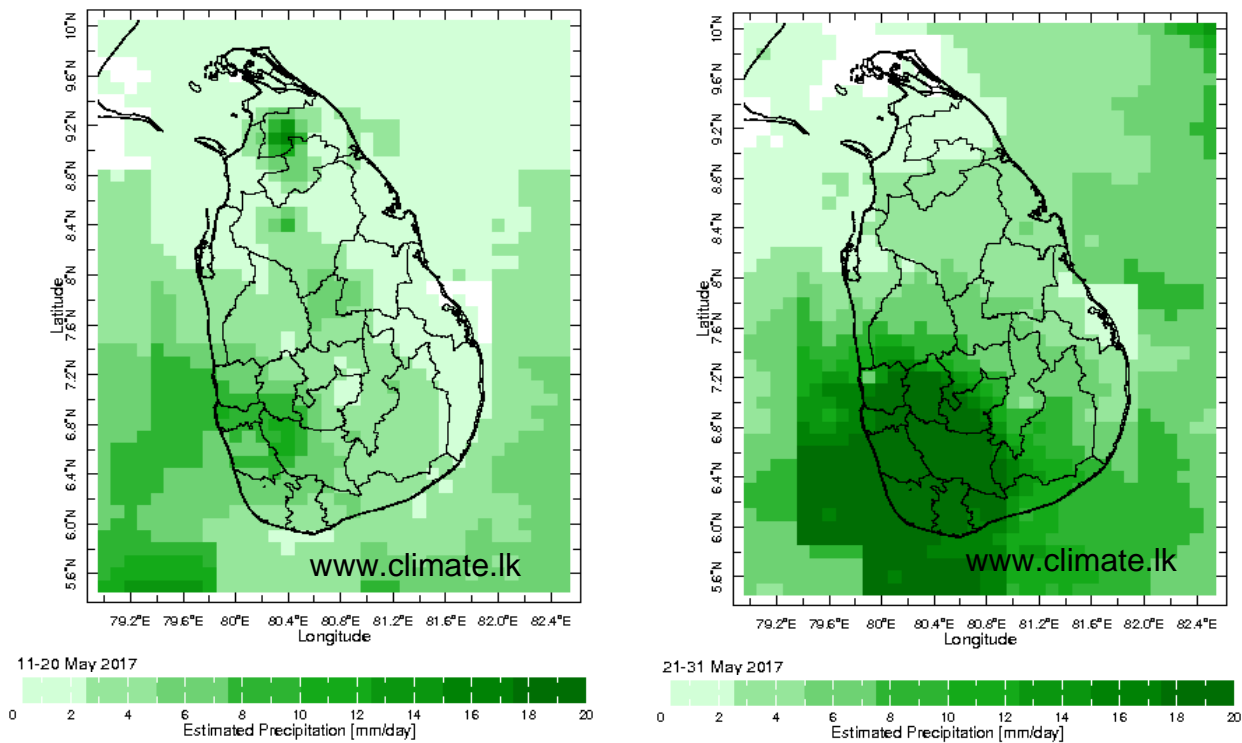 10°N
9.6°N
9.2°N
8.8°N
8.4°N
8°N
7.6°N
7.2°N
6.8°N
6.4°N
6.0°N
5.6°N
Latitude
www.climate.lk
79.2°E 79.6°E 80°E 80.4°E 80.8°E 81.2°E 81.6°E 82.0°E 82.4°E
Longitude
11-20 May 2017
0 2 4 6 8 10 12 14 16 18 20
Estimated Precipitation [mm/day]
10°N
9.6°N
9.2°N
8.8°N
8.4°N
8°N
7.6°N
7.2°N
6.8°N
6.4°N
6.0°N
5.6°N
Latitude
www.climate.lk
79.2°E 79.6°E 80°E 80.4°E 80.8°E 81.2°E 81.6°E 82.0°E 82.4°E
Longitude
21-31 May 2017
0 2 4 6 8 10 12 14 16 18 20
Estimated Precipitation [mm/day]